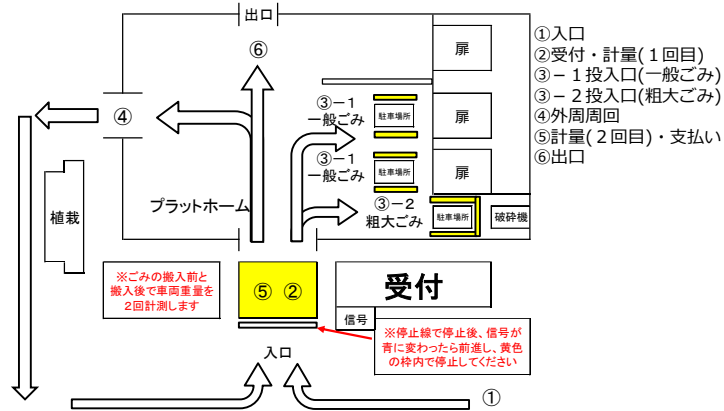 出口
⑥
扉
①入口
②受付・計量(１回目)
③－１投入口(一般ごみ)
③－２投入口(粗大ごみ)
④外周周回
⑤計量(２回目)・支払い
⑥出口
④
③－１
一般ごみ
駐車場所
扉
③－１
一般ごみ
駐車場所
扉
植栽
プラットホーム
③－２
粗大ごみ
駐車場所
破砕機
※ごみの搬入前と
搬入後で車両重量を
２回計測します
⑤ ②
受付
信号
※停止線で停止後、信号が
青に変わったら前進し、黄色
の枠内で停止してください
入口
①